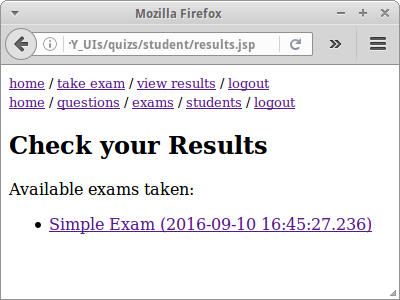 Mozilla Firefox
Y_UIs/quizs/student/results.jsp
home / take exam / view results / logout
home / questions / exams / students / logout
Check your Results
Available exams taken:
• Simple Exam (2016-09-10 16:45:27.236)